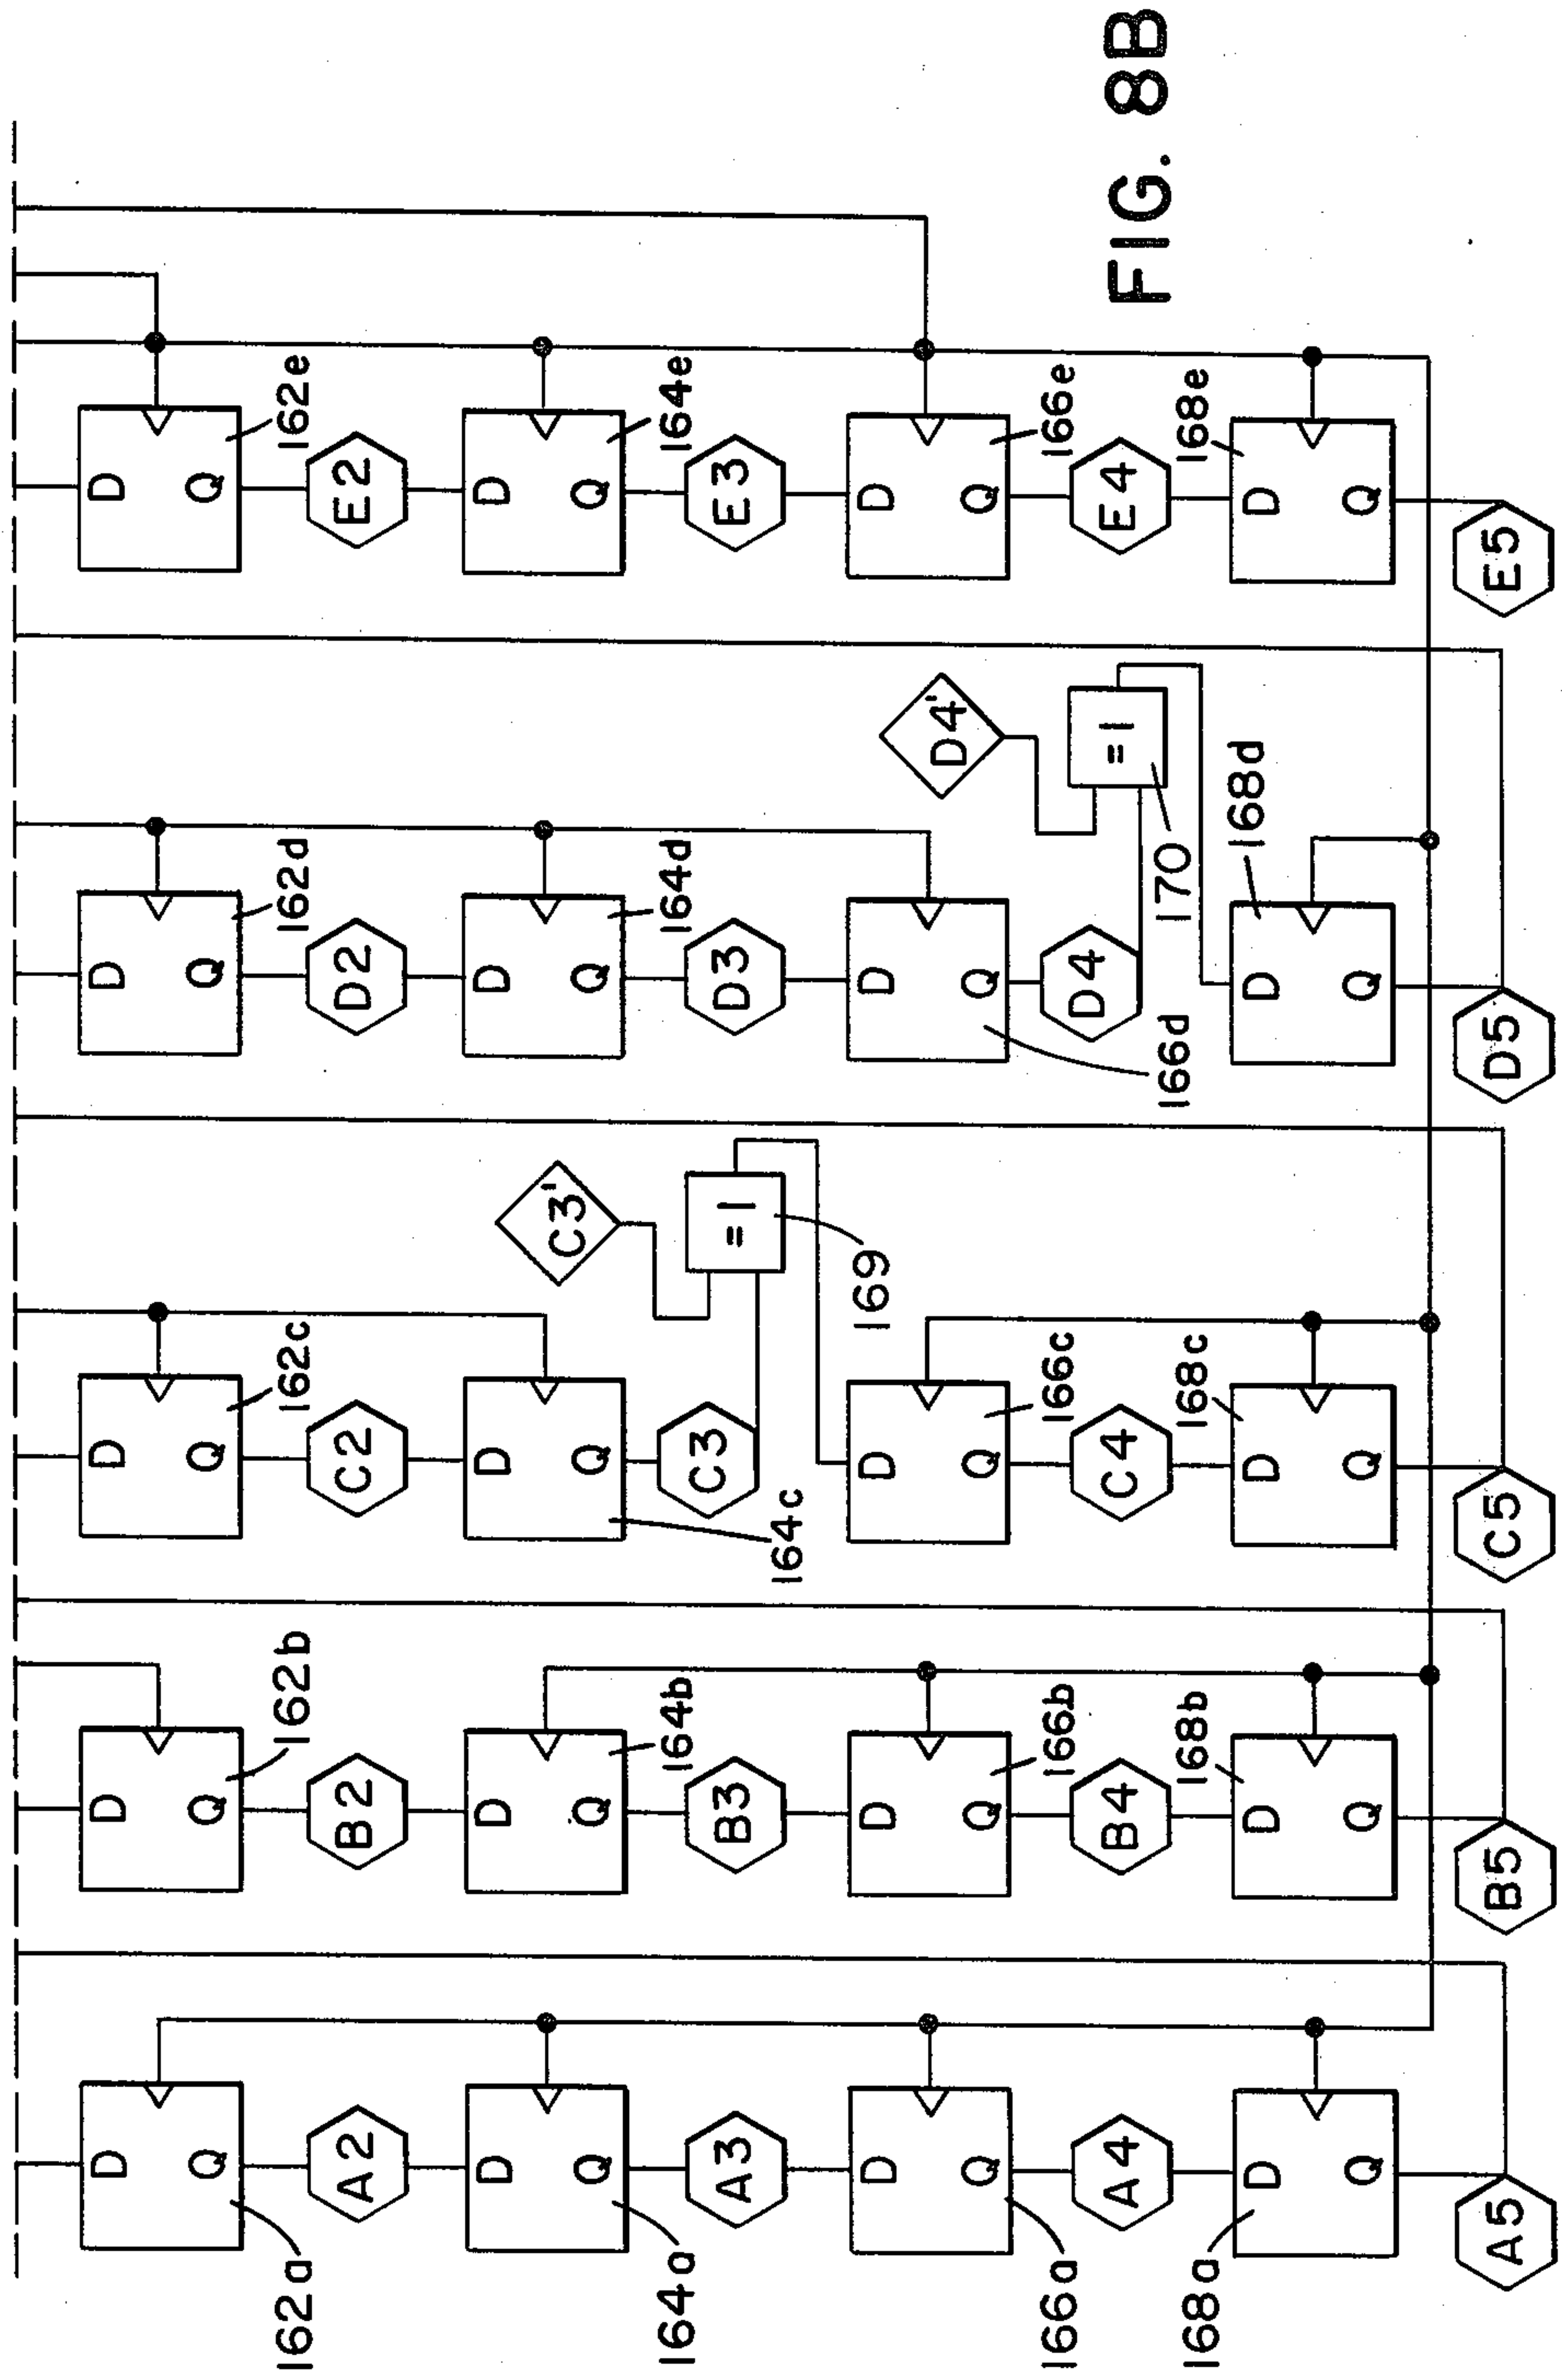 D D D D D
Q Q Q Q Q
162a 162b 162c 162d 162e
A2 B2 C2 D2 E2
D D D D D
C3'
Q Q Q Q Q
164a 164b 164d 164e
A3 B3 C3 =1 D3 E3
164c
169
D D D D D
D4'
Q Q Q Q Q
166a 166b 166c 166e
A4 B4 C4 D4 =1 E4
FIG. 8B
166d 170
168a 168b 168c 168d 168e
D D D D D
Q Q Q Q Q
A5 B5 C5 D5 E5